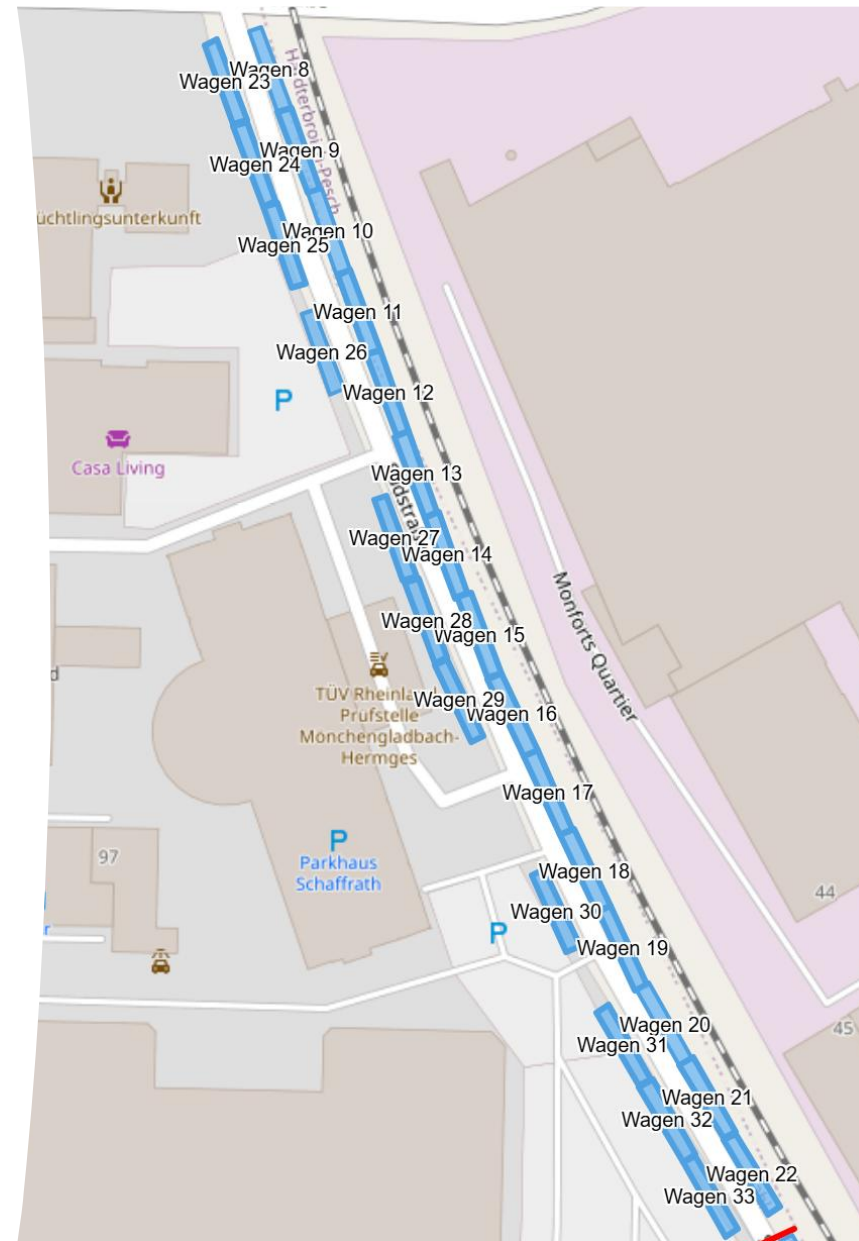 Wagen 8
Wagen 23
Wagen 9
Wagen 24
üchtlingsunterkunft
Wagen 10
Wagen 25
Wagen 11
Wagen 26
Wagen 12
P
Casa Living
Wagen 13
Wagen 27
Wagen 14
Monforts Quartier
Wagen 28
Wagen 15
d
TÜV Rheinland
Prüfstelle
Mönchengladbach-
Hermges
Wagen 29
Wagen 16
Wagen 17
P
Parkhaus
Schaffrath
97
Wagen 18
44
Wagen 30
P
r
Wagen 19
Wagen 20
45
Wagen 31
Wagen 21
Wagen 32
Wagen 22
Wagen 33